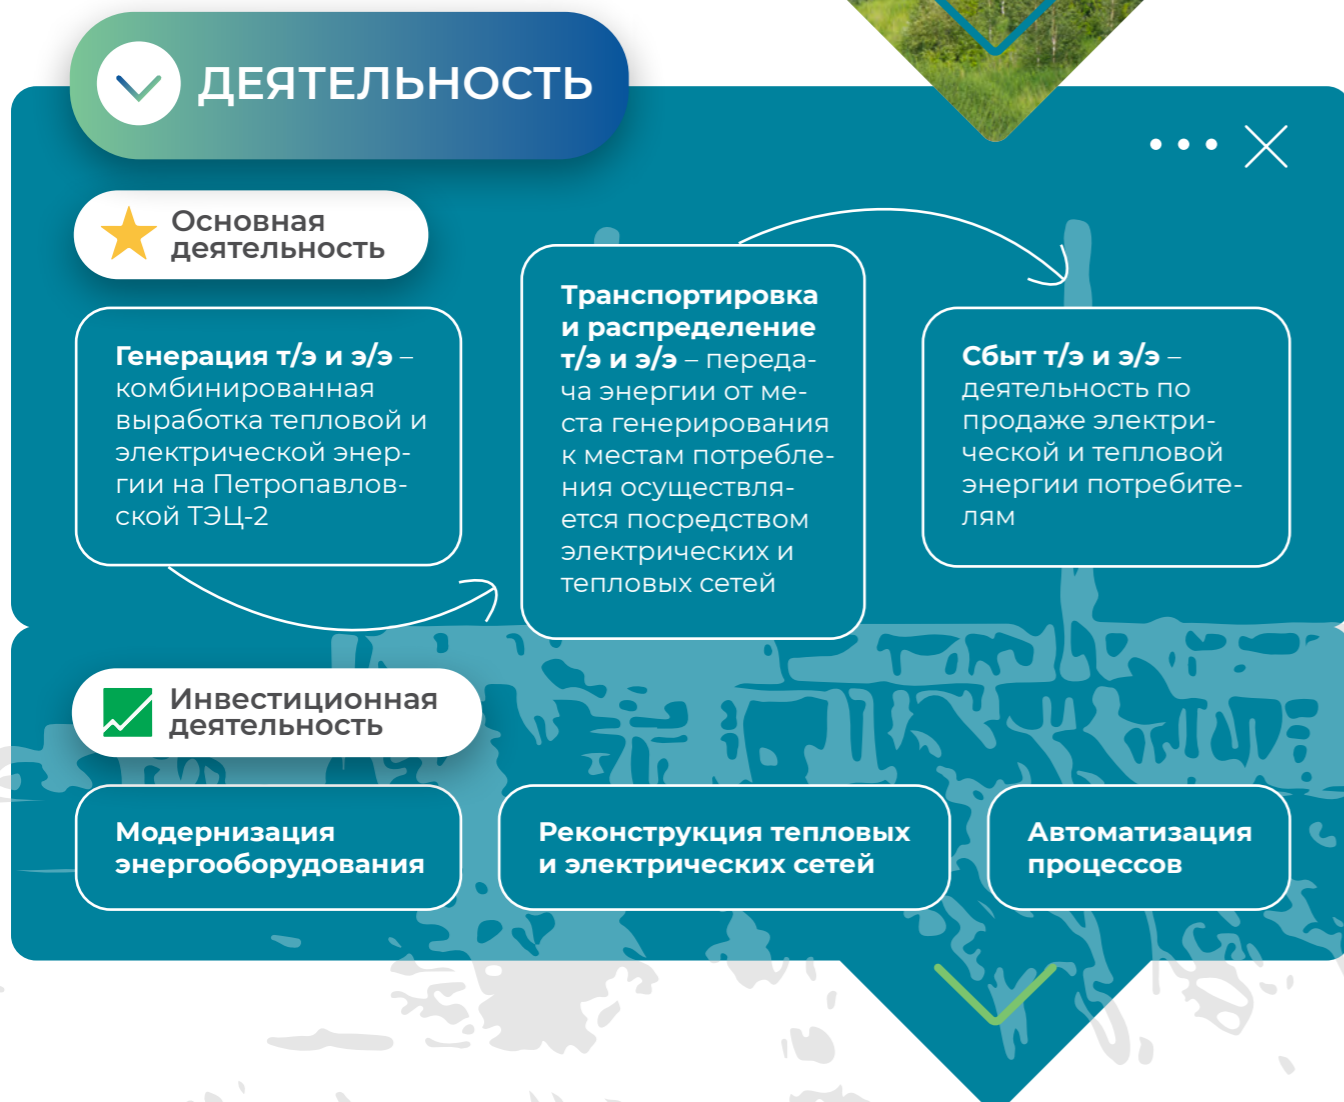 ДЕЯТЕЛЬНОСТЬ
Основная
деятельность
Генерация т/э и э/э –
комбинированная
выработка тепловой и
электрической энер-
гии на Петропавлов-
ской ТЭЦ-2
Транспортировка
и распределение
т/э и э/э – переда-
ча энергии от ме-
ста генерирования
к местам потребле-
ния осуществля-
ется посредством
электрических и
тепловых сетей
Сбыт т/э и э/э –
деятельность по
продаже электри-
ческой и тепловой
энергии потребите-
лям
Инвестиционная
деятельность
Модернизация
энергооборудования
Реконструкция тепловых
и электрических сетей
Автоматизация
процессов